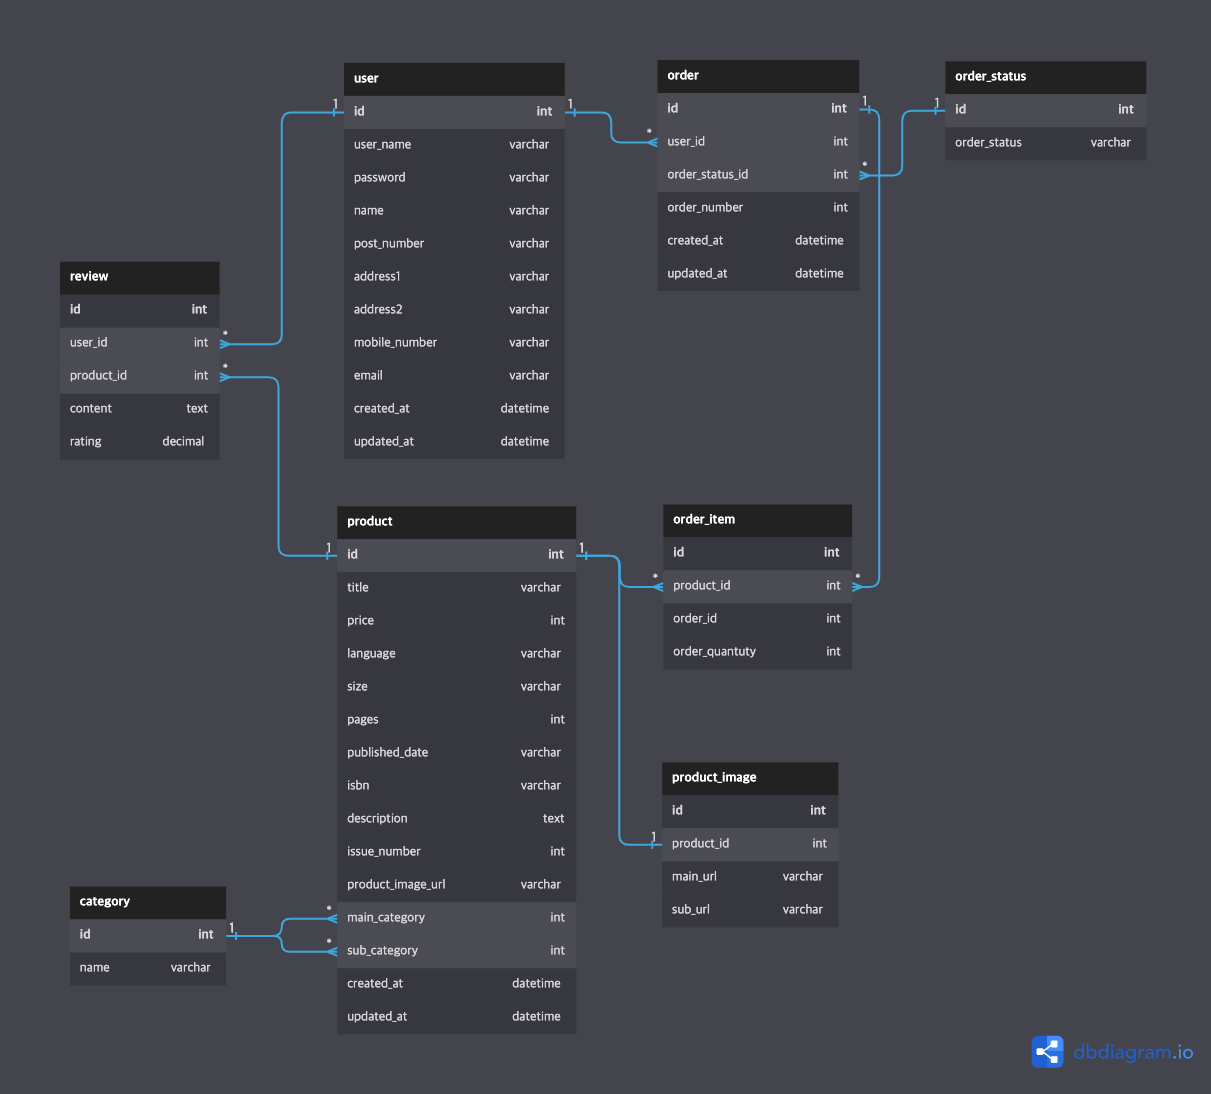 user
1 id int 1
user_name varchar
password varchar
name varchar
post_number varchar
address1 varchar
address2 varchar
mobile_number varchar
email varchar
created_at datetime
updated_at datetime
order
id int 1
* user_id int
order_status_id int *
order_number int
created_at datetime
updated_at datetime
order_status
1 id int
order_status varchar
review
id int
user_id int *
product_id int *
content text
rating decimal
product
1 id int 1
title varchar
price int
language varchar
size varchar
pages int
published_date varchar
isbn varchar
description text
issue_number int
product_image_url varchar
* main_category int
* sub_category int
created_at datetime
updated_at datetime
order_item
id int
* product_id int *
order_id int
order_quantuty int
product_image
id int
1 product_id int
main_url varchar
sub_url varchar
category
id int 1
name varchar
dbdiagram.io